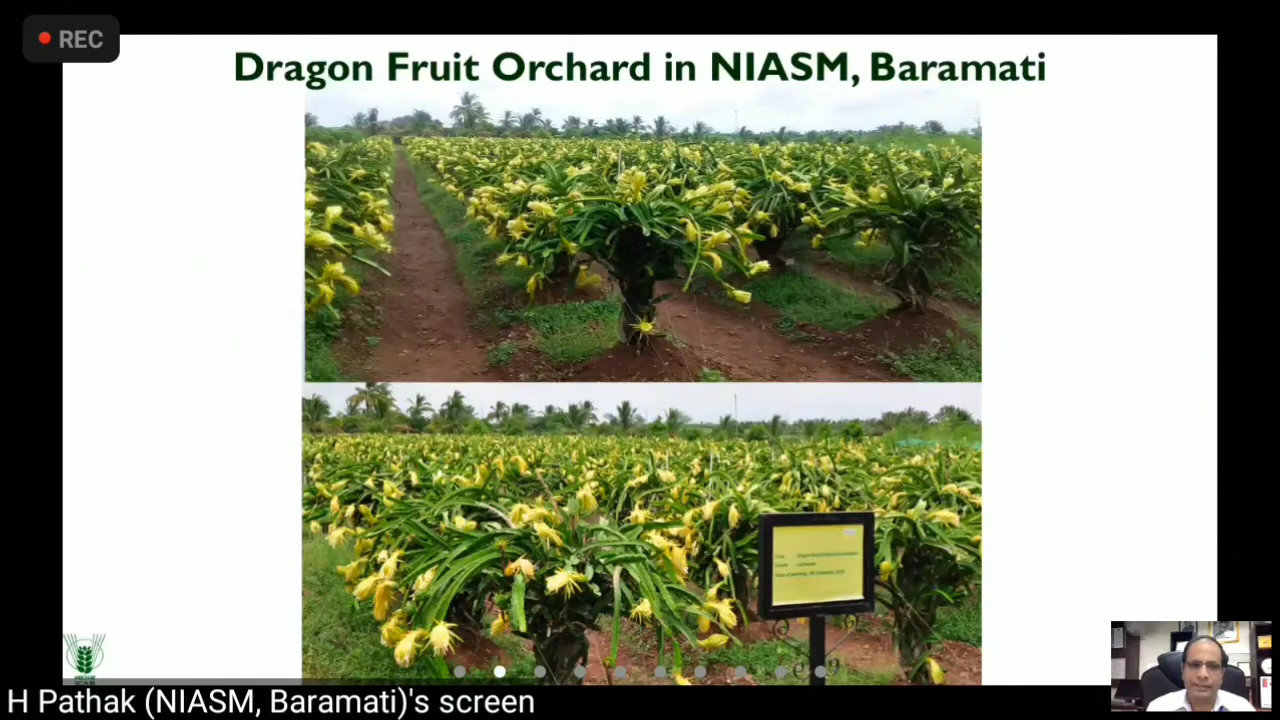 REC
Dragon Fruit Orchard in NIASM, Baramati
H Pathak (NIASM, Baramati)'s screen